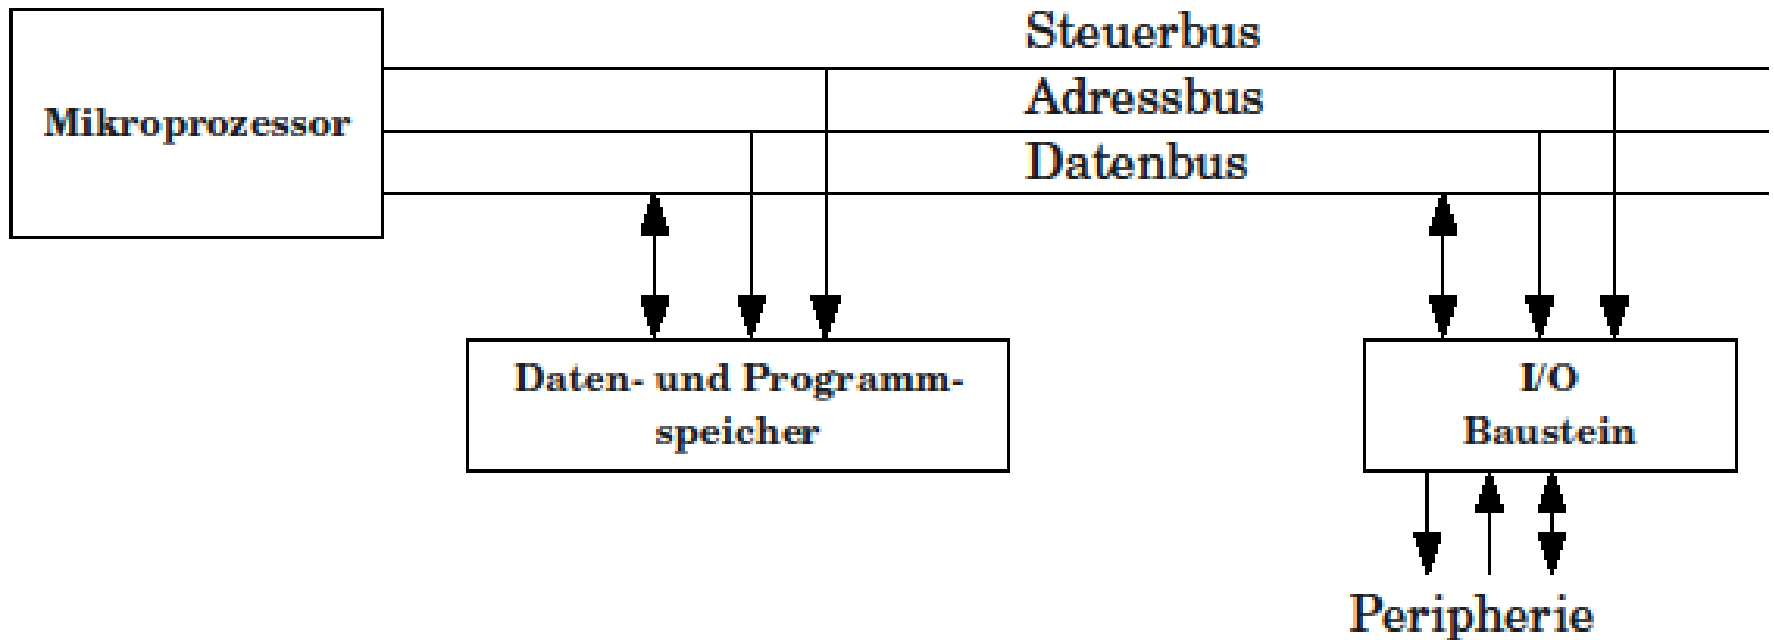 Steuerbus
Adressbus
Mikroprozessor
Datenbus
Daten- und Programm-
speicher
I/O
Baustein
Peripherie